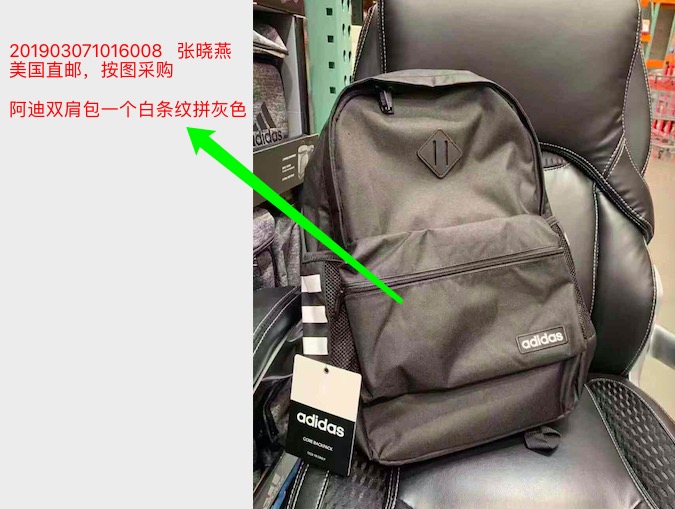 201903071016008 张晓燕
美国直邮，按图采购
阿迪双肩包一个白条纹拼灰色
adidas
adidas
adidas
CORE BACKPACK